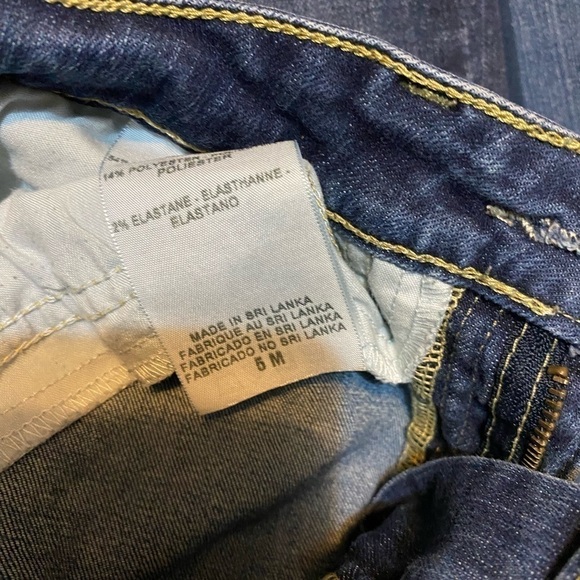 14% POLYESTER
POLIESTER
2% ELASTANE - ELASTHANNE -
ELASTANO
MADE IN SRI LANKA
FABRIQUE AU SRI LANKA
FABRICADO EN SRI LANKA
FABRICADO NO SRI LANKA
6 M